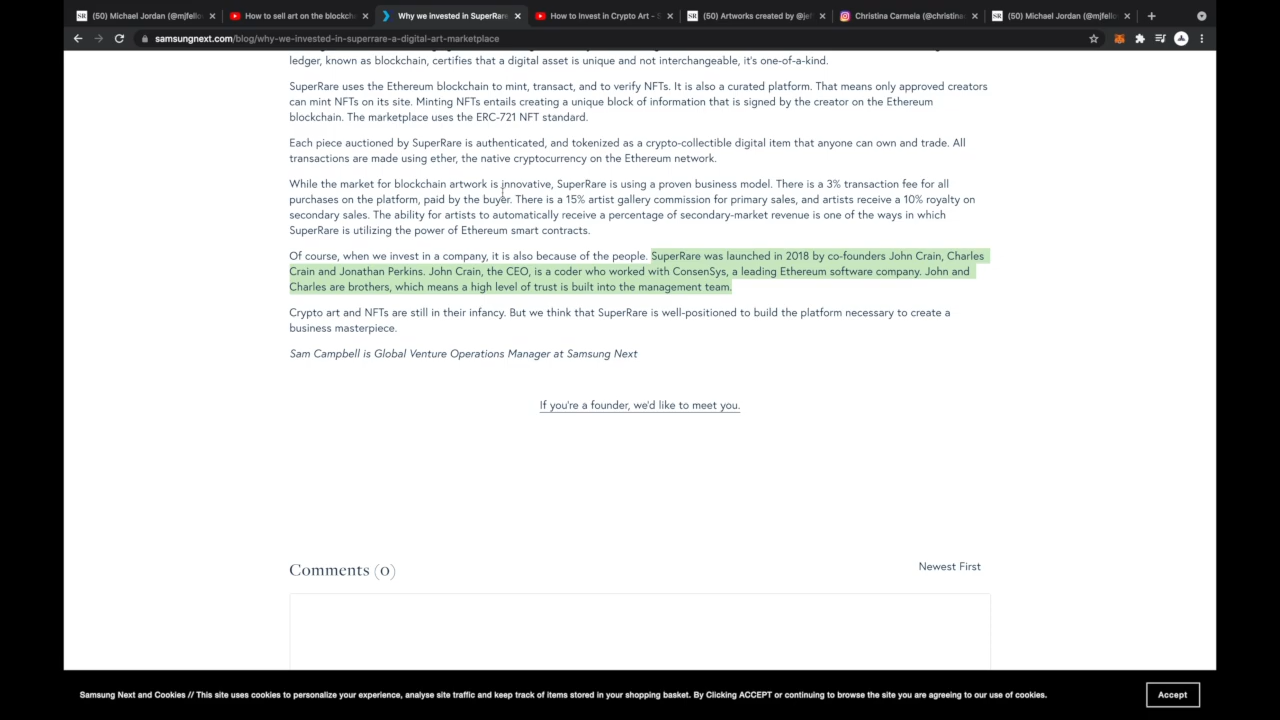 (50) Michael Jordan (@mjfello
How to sell art on the blockch
Why we invested in SuperRare
How to Invest in Crypto Art - S
(50) Artworks created by @jef
Christina Carmela (@christina
(50) Michael Jordan (@mjfello
samsungnext.com/blog/why-we-invested-in-superrare-a-digital-art-marketplace
ledger, known as blockchain, certifies that a digital asset is unique and not interchangeable, it's one-of-a-kind.
SuperRare uses the Ethereum blockchain to mint, transact, and to verify NFTs. It is also a curated platform. That means only approved creators
can mint NFTs on its site. Minting NFTs entails creating a unique block of information that is signed by the creator on the Ethereum
blockchain. The marketplace uses the ERC-721 NFT standard.
Each piece auctioned by SuperRare is authenticated, and tokenized as a crypto-collectible digital item that anyone can own and trade. All
transactions are made using ether, the native cryptocurrency on the Ethereum network.
While the market for blockchain artwork is innovative, SuperRare is using a proven business model. There is a 3% transaction fee for all
purchases on the platform, paid by the buyer. There is a 15% artist gallery commission for primary sales, and artists receive a 10% royalty on
secondary sales. The ability for artists to automatically receive a percentage of secondary-market revenue is one of the ways in which
SuperRare is utilizing the power of Ethereum smart contracts.
Of course, when we invest in a company, it is also because of the people. SuperRare was launched in 2018 by co-founders John Crain, Charles
Crain and Jonathan Perkins. John Crain, the CEO, is a coder who worked with ConsenSys, a leading Ethereum software company. John and
Charles are brothers, which means a high level of trust is built into the management team.
Crypto art and NFTs are still in their infancy. But we think that SuperRare is well-positioned to build the platform necessary to create a
business masterpiece.
Sam Campbell is Global Venture Operations Manager at Samsung Next
If you're a founder, we'd like to meet you.
Comments (0)
Newest First
Samsung Next and Cookies // This site uses cookies to personalize your experience, analyse site traffic and keep track of items stored in your shopping basket. By Clicking ACCEPT or continuing to browse the site you are agreeing to our use of cookies.
Accept